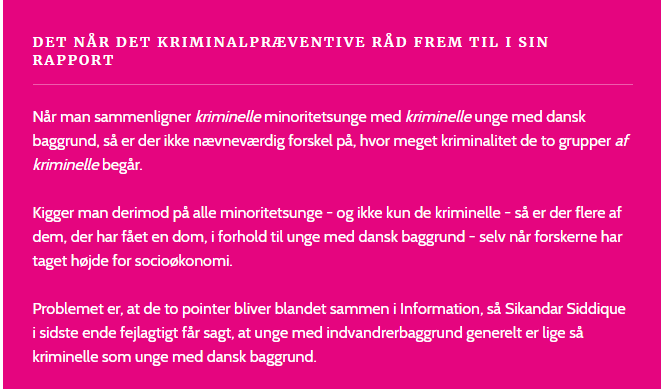 DET NÅR DET KRIMINALPRÆVENTIVE RÅD FREM TIL I SIN
RAPPORT
Når man sammenligner kriminelle minoritetsunge med kriminelle unge med dansk
baggrund, så er der ikke nævneværdig forskel på, hvor meget kriminalitet de to grupper af
kriminelle begår.
Kigger man derimod på alle minoritetsunge - og ikke kun de kriminelle - så er der flere af
dem, der har fået en dom, i forhold til unge med dansk baggrund - selv når forskerne har
taget højde for socioøkonomi.
Problemet er, at de to pointer bliver blandet sammen i Information, så Sikandar Siddique
i sidste ende fejlagtigt får sagt, at unge med indvandrerbaggrund generelt er lige så
kriminelle som unge med dansk baggrund.